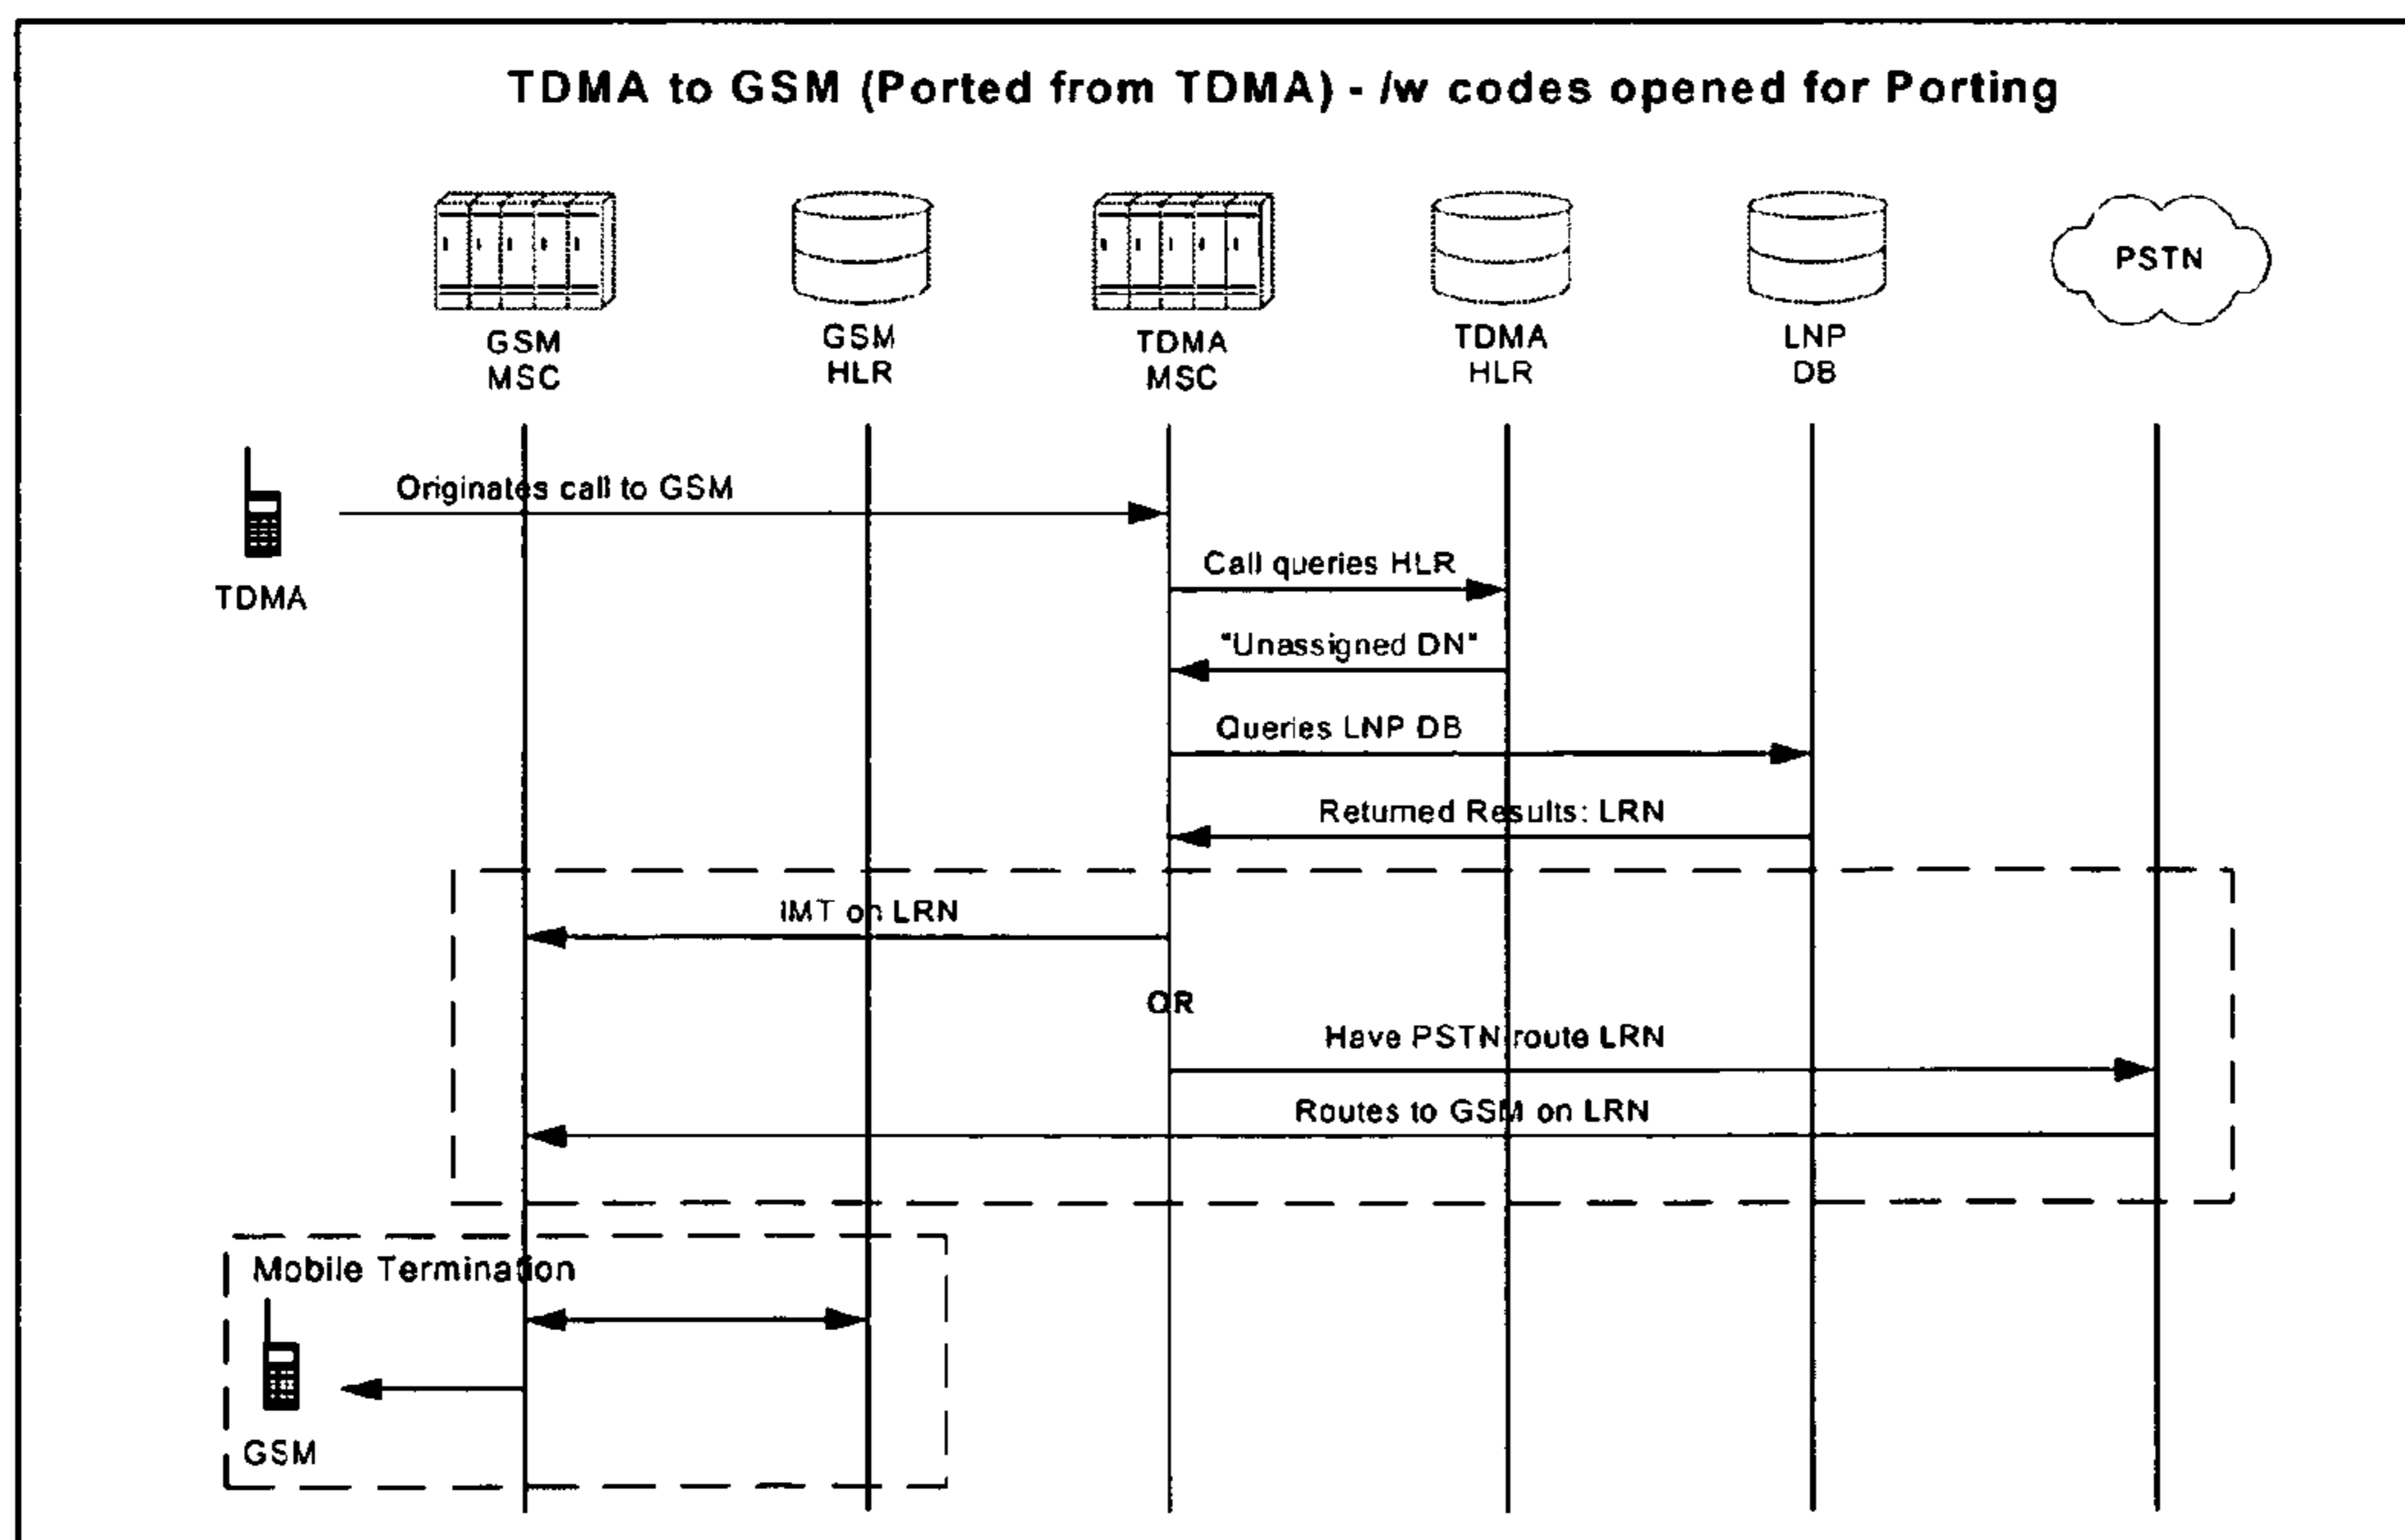 TDMA to GSM (Ported from TDMA) - /w codes opened for Porting
GSM
MSC
GSM
HLR
TDMA
MSC
TDMA
HLR
LNP
DB
PSTN
Originates call to GSM
TDMA
Call queries HLR
"Unassigned DN"
Queries LNP DB
Returned Results: LRN
IMT on LRN
OR
Have PSTN route LRN
Routes to GSM on LRN
Mobile Termination
GSM